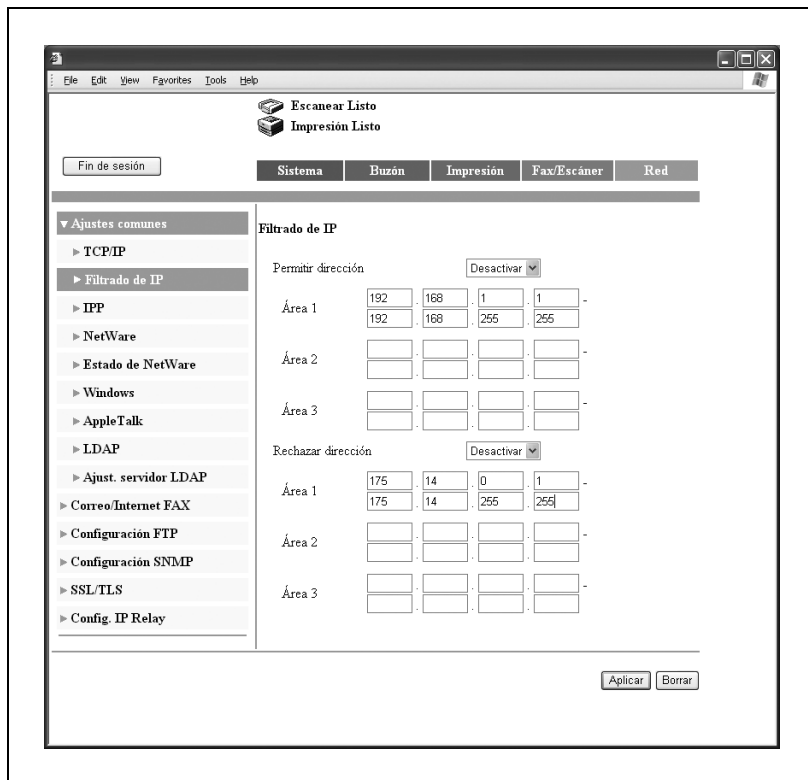 File Edit View Favorites Tools Help
Escanear Listo
Impresión Listo
Fin de sesión
Sistema Buzón Impresión Fax/Escáner Red
Ajustes comunes
TCP/IP
Filtrado de IP
IPP
NetWare
Estado de NetWare
Windows
AppleTalk
LDAP
Ajust. servidor LDAP
Correo/Internet FAX
Configuración FTP
Configuración SNMP
SSL/TLS
Config. IP Relay
Filtrado de IP
Permitir dirección Desactivar
Área 1 192 . 168 . 1 . 1 -
192 . 168 . 255 . 255
Área 2 . . . -
. . .
Área 3 . . . -
. . .
Rechazar dirección Desactivar
Área 1 175 . 14 . 0 . 1 -
175 . 14 . 255 . 255
Área 2 . . . -
. . .
Área 3 . . . -
. . .
Aplicar Borrar